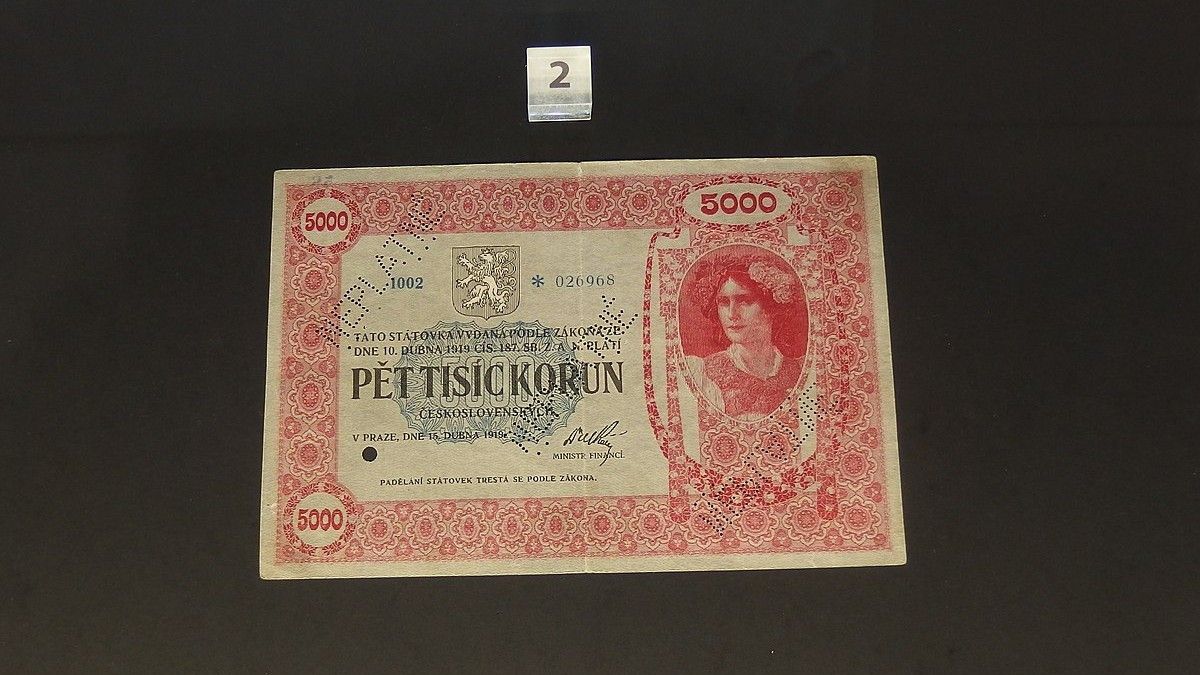 2
5000
5000
1002
* 026968
TATO STÁTOVKA VYDANÁ PODLE ZÁKONA ZE
DNE 10. DUBNA 1919 ČÍS. 187. SB. Z. A N. PLATÍ
PĚT TISÍC KORUN
ČESKOSLOVENSKÝCH.
V PRAZE, DNE 15. DUBNA 1919.
MINISTR FINANCÍ.
PADĚLÁNÍ STÁTOVEK TRESTÁ SE PODLE ZÁKONA.
5000
NEPLATNÉ